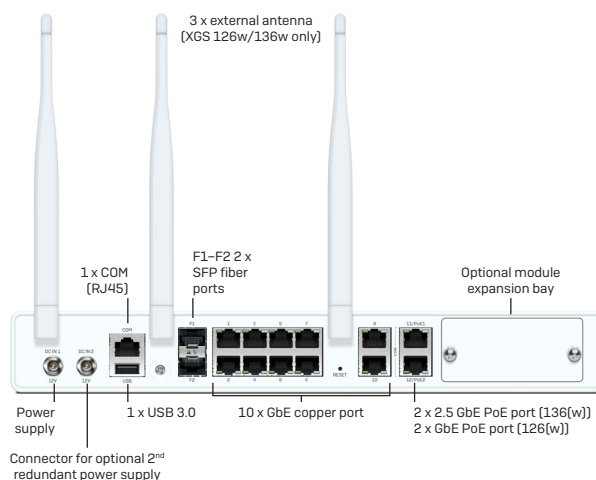 3 x external antenna
(XGS 126w/136w only)
1 x COM
(RJ45)
F1–F2 2 x
SFP fiber
ports
Optional module
expansion bay
COM
F1
1
3
5
7
9
11/PoE1
DC IN 1
DC IN 2
RESET
12V
12V
USB
F2
2
4
6
8
10
12/PoE2
Power
supply
1 x USB 3.0
10 x GbE copper port
2 x 2.5 GbE PoE port (136(w))
2 x GbE PoE port (126(w))
Connector for optional 2nd
redundant power supply